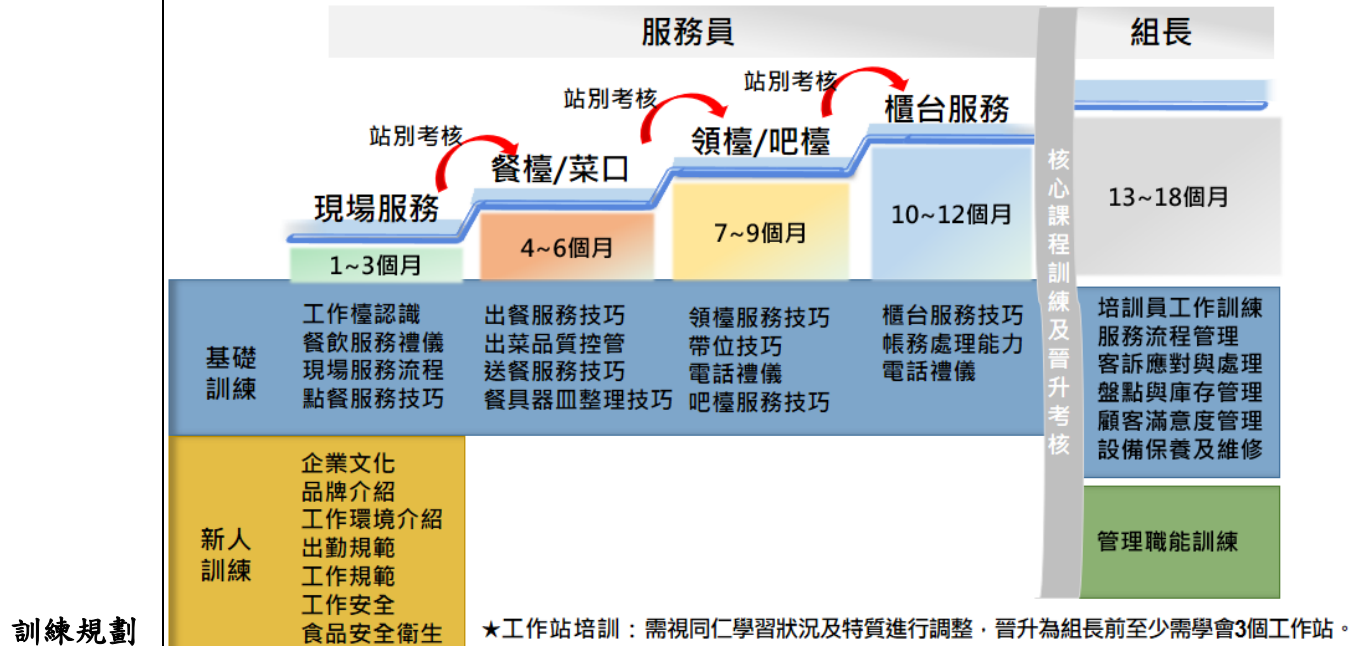 服務員
組長
站別考核
站別考核
站別考核
現場服務
餐檯/菜口
領檯/吧檯
櫃台服務
1~3個月
4~6個月
7~9個月
10~12個月
13~18個月
核心課程訓練及晉升考核
基礎
訓練
工作檯認識
餐飲服務禮儀
現場服務流程
點餐服務技巧
出餐服務技巧
出菜品質控管
送餐服務技巧
餐具器皿整理技巧
領檯服務技巧
帶位技巧
電話禮儀
吧檯服務技巧
櫃台服務技巧
帳務處理能力
電話禮儀
培訓員工作訓練
服務流程管理
客訴應對與處理
盤點與庫存管理
顧客滿意度管理
設備保養及維修
新人
訓練
企業文化
品牌介紹
工作環境介紹
出勤規範
工作規範
工作安全
食品安全衛生
管理職能訓練
訓練規劃
★工作站培訓：需視同仁學習狀況及特質進行調整，晉升為組長前至少需學會3個工作站。